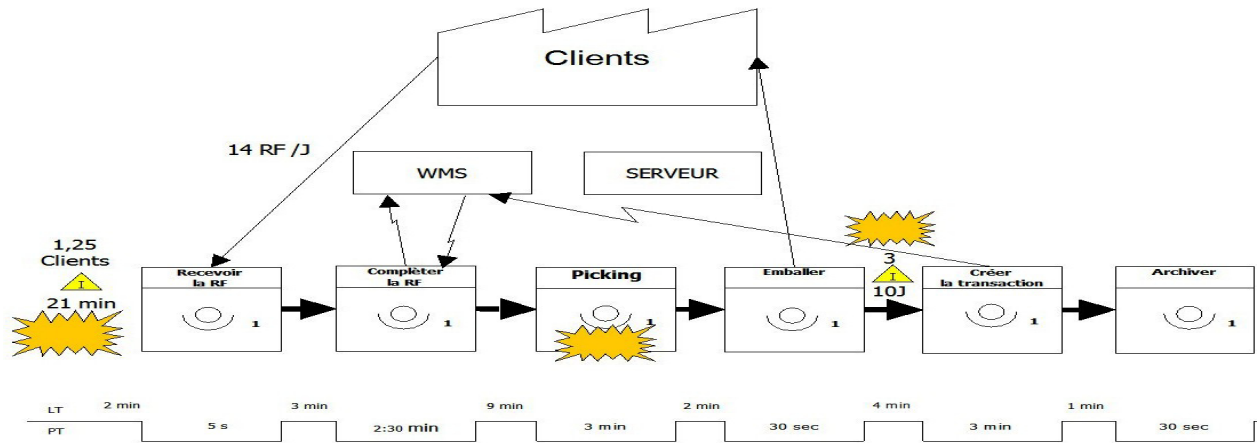 Clients
14 RF /J
WMS
SERVEUR
1,25
Clients
I
21 min
Recevoir
la RF
1
Complèter
la RF
1
Picking
1
Emballer
1
3
I
10J
Créer
la transaction
1
Archiver
1
LT
2 min
3 min
9 min
2 min
4 min
1 min
PT
5 s
2:30 min
3 min
30 sec
3 min
30 sec